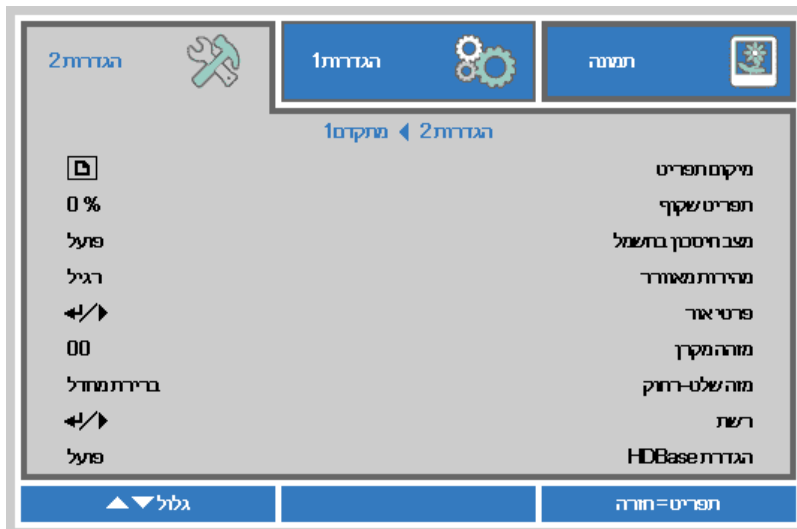 תמונה
הגדרות1
הגדרות2
הגדרות2 ◀ מתקדם1
מיקום תפריט
תפריט שקוף 0 %
מצב חיסכון בחשמל פועל
מהירות מאוורר רגיל
פרטי אור ↵/▶
מזהה מקרן 00
מזה שלט-רחוק ברירת מחדל
רשת ↵/▶
הגדרת HDBase פועל
תפריט=חזרה
גלול▼▲